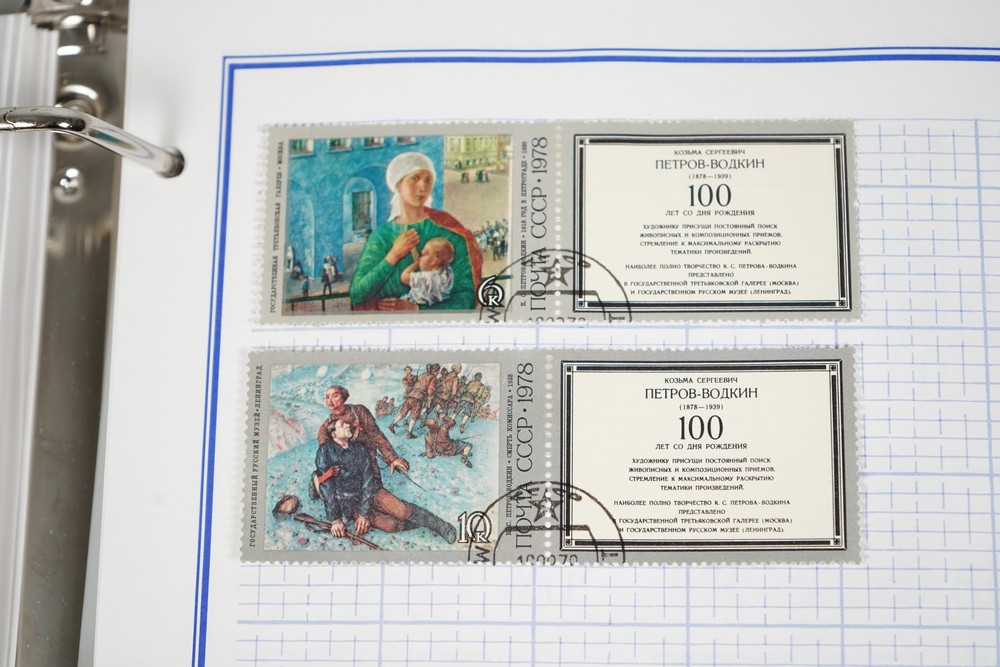 ГОСУДАРСТВЕННАЯ ТРЕТЬЯКОВСКАЯ ГАЛЕРЕЯ • МОСКВА
6к
К. С. ПЕТРОВ-ВОДКИН • 1918 ГОД В ПЕТРОГРАДЕ • 1920
ПОЧТА СССР • 1978
КОЗЬМА СЕРГЕЕВИЧ
ПЕТРОВ-ВОДКИН
(1878—1939)
100
ЛЕТ СО ДНЯ РОЖДЕНИЯ
ХУДОЖНИКУ ПРИСУЩИ ПОСТОЯННЫЙ ПОИСК
ЖИВОПИСНЫХ И КОМПОЗИЦИОННЫХ ПРИЕМОВ,
СТРЕМЛЕНИЕ К МАКСИМАЛЬНОМУ РАСКРЫТИЮ
ТЕМАТИКИ ПРОИЗВЕДЕНИЙ.
НАИБОЛЕЕ ПОЛНО ТВОРЧЕСТВО К. С. ПЕТРОВА-ВОДКИНА
ПРЕДСТАВЛЕНО
В ГОСУДАРСТВЕННОЙ ТРЕТЬЯКОВСКОЙ ГАЛЕРЕЕ (МОСКВА)
И ГОСУДАРСТВЕННОМ РУССКОМ МУЗЕЕ (ЛЕНИНГРАД).
ГОСУДАРСТВЕННЫЙ РУССКИЙ МУЗЕЙ • ЛЕНИНГРАД
10к
К. С. ПЕТРОВ-ВОДКИН • СМЕРТЬ КОМИССАРА • 1928
ПОЧТА СССР • 1978
КОЗЬМА СЕРГЕЕВИЧ
ПЕТРОВ-ВОДКИН
(1878—1939)
100
ЛЕТ СО ДНЯ РОЖДЕНИЯ
ХУДОЖНИКУ ПРИСУЩИ ПОСТОЯННЫЙ ПОИСК
ЖИВОПИСНЫХ И КОМПОЗИЦИОННЫХ ПРИЕМОВ,
СТРЕМЛЕНИЕ К МАКСИМАЛЬНОМУ РАСКРЫТИЮ
ТЕМАТИКИ ПРОИЗВЕДЕНИЙ.
НАИБОЛЕЕ ПОЛНО ТВОРЧЕСТВО К. С. ПЕТРОВА-ВОДКИНА
ПРЕДСТАВЛЕНО
ГОСУДАРСТВЕННОЙ ТРЕТЬЯКОВСКОЙ ГАЛЕРЕЕ (МОСКВА)
И ГОСУДАРСТВЕННОМ РУССКОМ МУЗЕЕ (ЛЕНИНГРАД).